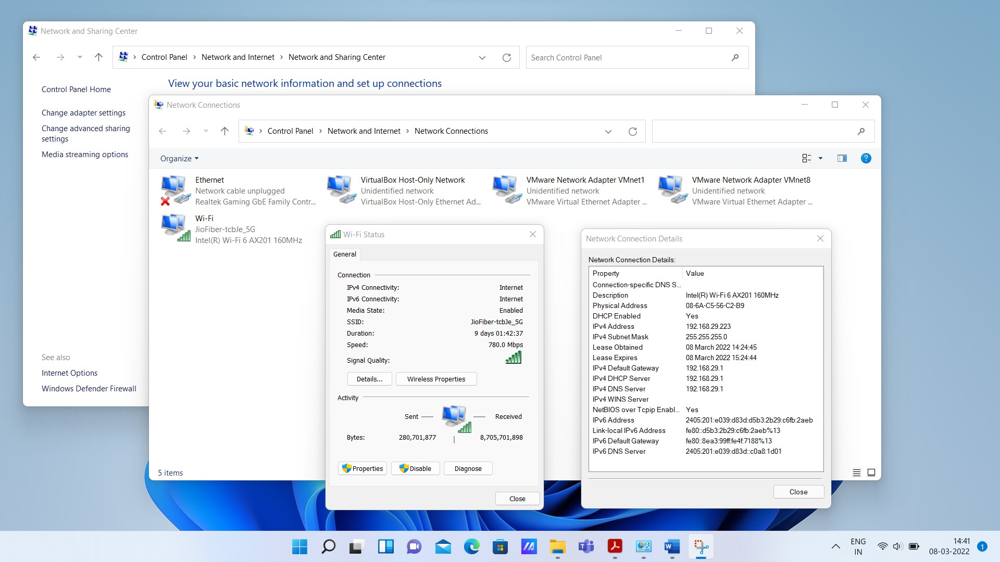 Network and Sharing Center
Control Panel > Network and Internet > Network and Sharing Center
Search Control Panel
Control Panel Home
Change adapter settings
Change advanced sharing
settings
Media streaming options
See also
Internet Options
Windows Defender Firewall
View your basic network information and set up connections
Network Connections
Control Panel > Network and Internet > Network Connections
Organize
Ethernet
Network cable unplugged
Realtek Gaming GbE Family Contr...
VirtualBox Host-Only Network
Unidentified network
VirtualBox Host-Only Ethernet Ad...
VMware Network Adapter VMnet1
Unidentified network
VMware Virtual Ethernet Adapter ...
VMware Network Adapter VMnet8
Unidentified network
VMware Virtual Ethernet Adapter ...
Wi-Fi
JioFiber-tcbJe_5G
Intel(R) Wi-Fi 6 AX201 160MHz
5 items
Wi-Fi Status
General
Connection
IPv4 Connectivity: Internet
IPv6 Connectivity: Internet
Media State: Enabled
SSID: JioFiber-tcbJe_5G
Duration: 9 days 01:42:37
Speed: 780.0 Mbps
Signal Quality:
Details... Wireless Properties
Activity
Sent Received
Bytes: 280,701,877 8,705,701,898
Properties Disable Diagnose
Close
Network Connection Details
Network Connection Details:
Property Value
Connection-specific DNS S...
Description Intel(R) Wi-Fi 6 AX201 160MHz
Physical Address 08-6A-C5-56-C2-B9
DHCP Enabled Yes
IPv4 Address 192.168.29.223
IPv4 Subnet Mask 255.255.255.0
Lease Obtained 08 March 2022 14:24:45
Lease Expires 08 March 2022 15:24:44
IPv4 Default Gateway 192.168.29.1
IPv4 DHCP Server 192.168.29.1
IPv4 DNS Server 192.168.29.1
IPv4 WINS Server
NetBIOS over Tcpip Enabl... Yes
IPv6 Address 2405:201:e039:d83d:d5b3:2b29:c6fb:2aeb
Link-local IPv6 Address fe80::d5b3:2b29:c6fb:2aeb%13
IPv6 Default Gateway fe80::8ea3:99ff:fe4f:7188%13
IPv6 DNS Server 2405:201:e039:d83d::c0a8:1d01
Close
ENG
IN
14:41
08-03-2022
1